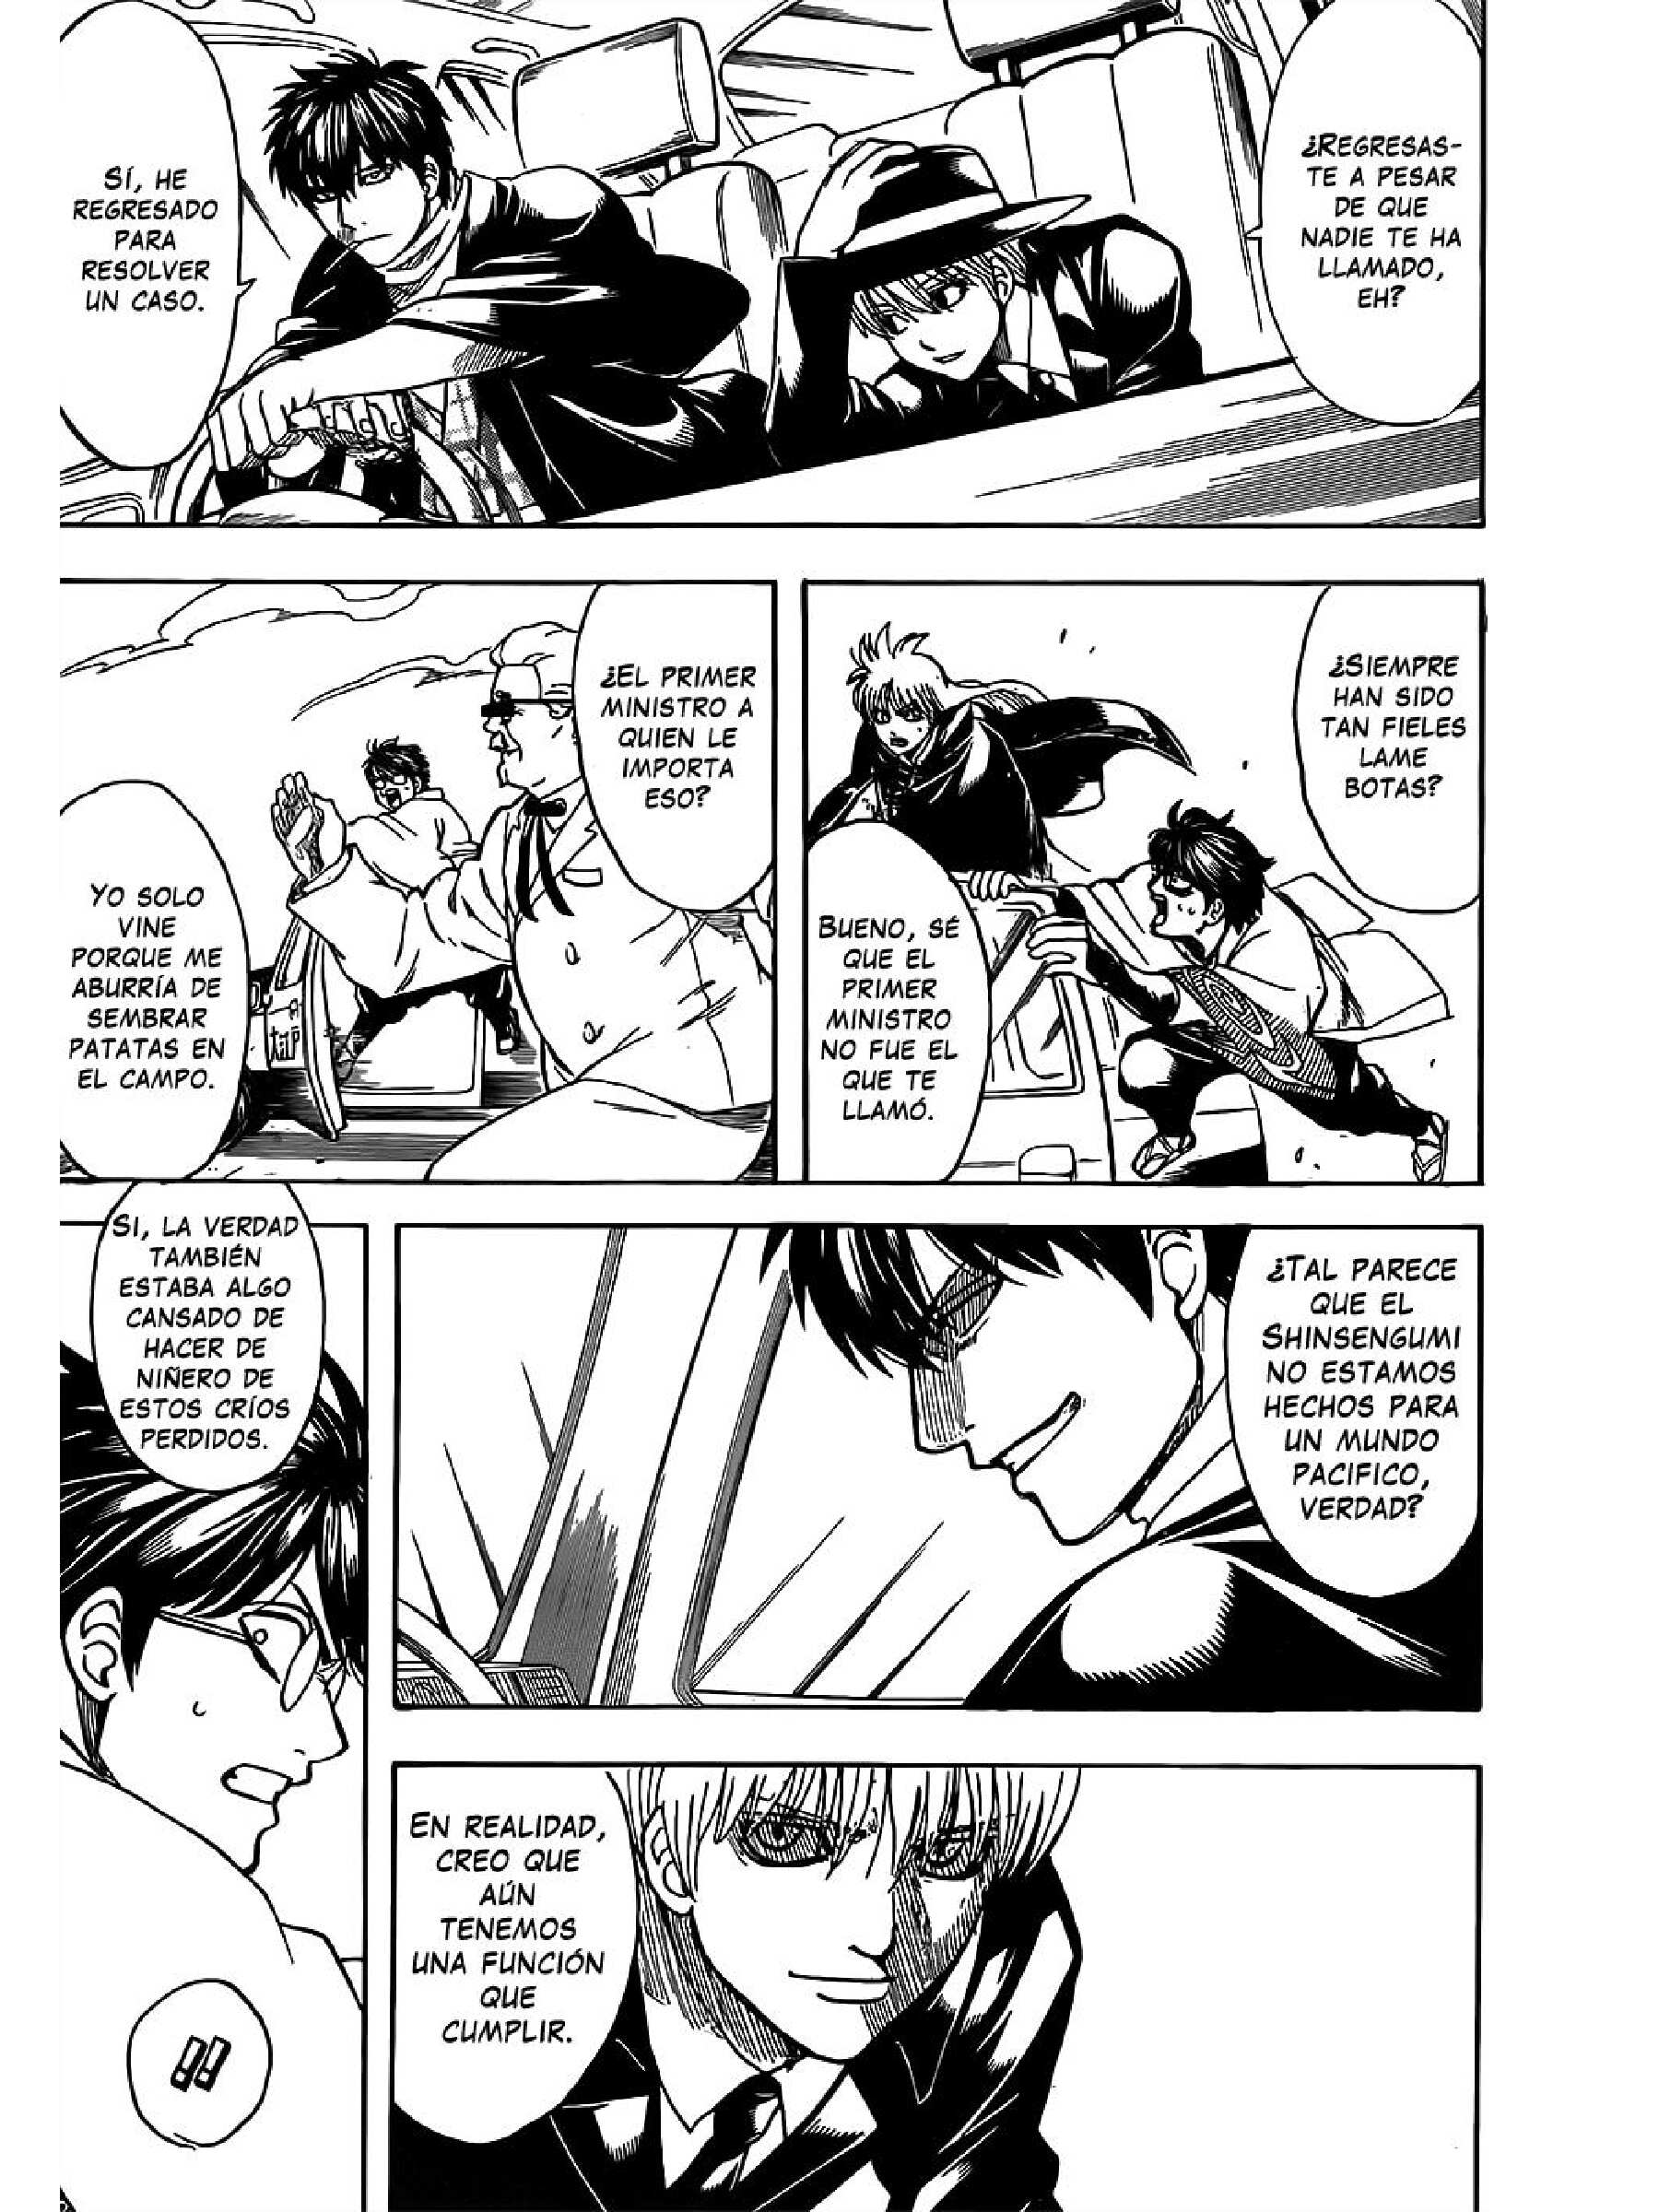 ¿REGRESAS-
TE A PESAR
DE QUE
NADIE TE HA
LLAMADO,
EH?
SÍ, HE
REGRESADO
PARA
RESOLVER
UN CASO.
¿SIEMPRE
HAN SIDO
TAN FIELES
LAME
BOTAS?
BUENO, SÉ
QUE EL
PRIMER
MINISTRO
NO FUE EL
QUE TE
LLAMÓ.
¿EL PRIMER
MINISTRO A
QUIEN LE
IMPORTA
ESO?
YO SOLO
VINE
PORQUE ME
ABURRÍA DE
SEMBRAR
PATATAS EN
EL CAMPO.
¿TAL PARECE
QUE EL
SHINSENGUMI
NO ESTAMOS
HECHOS PARA
UN MUNDO
PACIFICO,
VERDAD?
SI, LA VERDAD
TAMBIÉN
ESTABA ALGO
CANSADO DE
HACER DE
NIÑERO DE
ESTOS CRÍOS
PERDIDOS.
EN REALIDAD,
CREO QUE
AÚN
TENEMOS
UNA FUNCIÓN
QUE
CUMPLIR.
!!